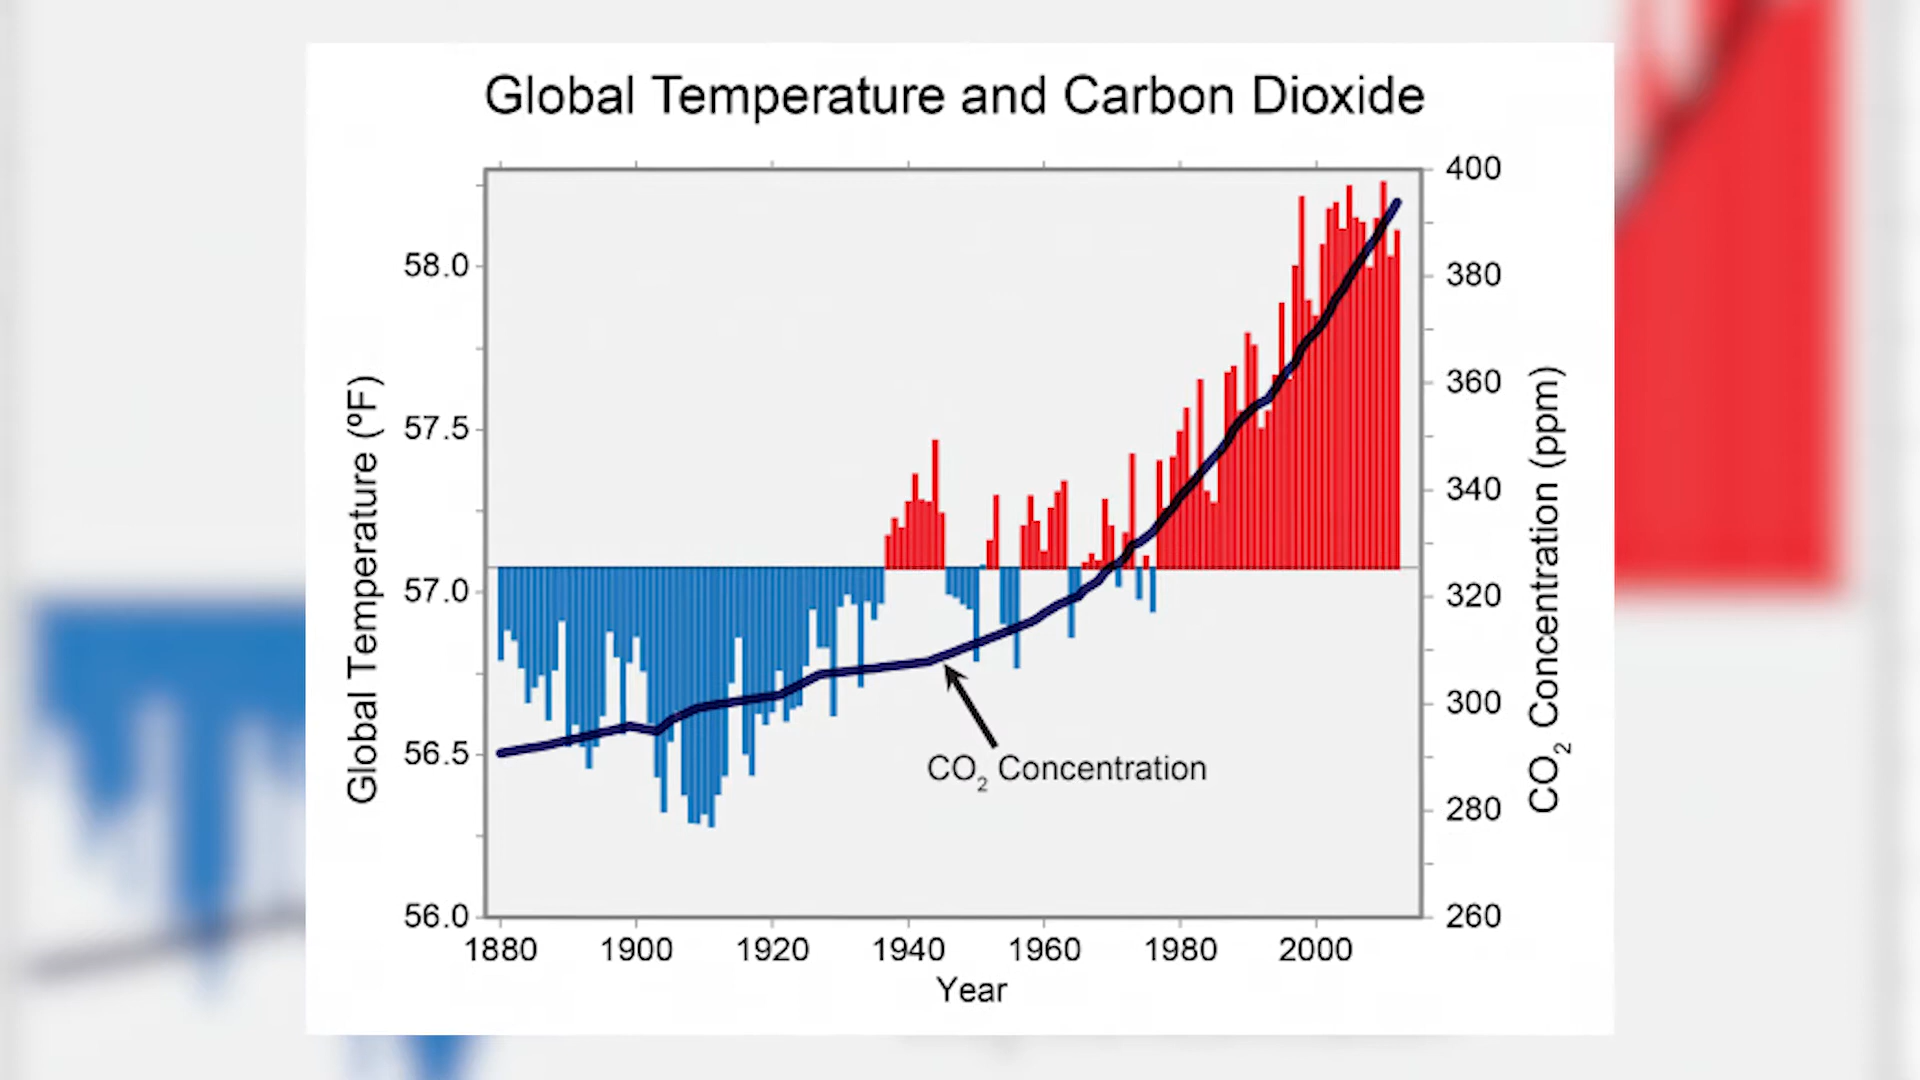 Global Temperature and Carbon Dioxide
400
58.0
380
Global Temperature (ºF)
57.5
360
340
57.0
320
CO2 Concentration (ppm)
300
56.5
CO2 Concentration
280
56.0
260
1880 1900 1920 1940 1960 1980 2000
Year